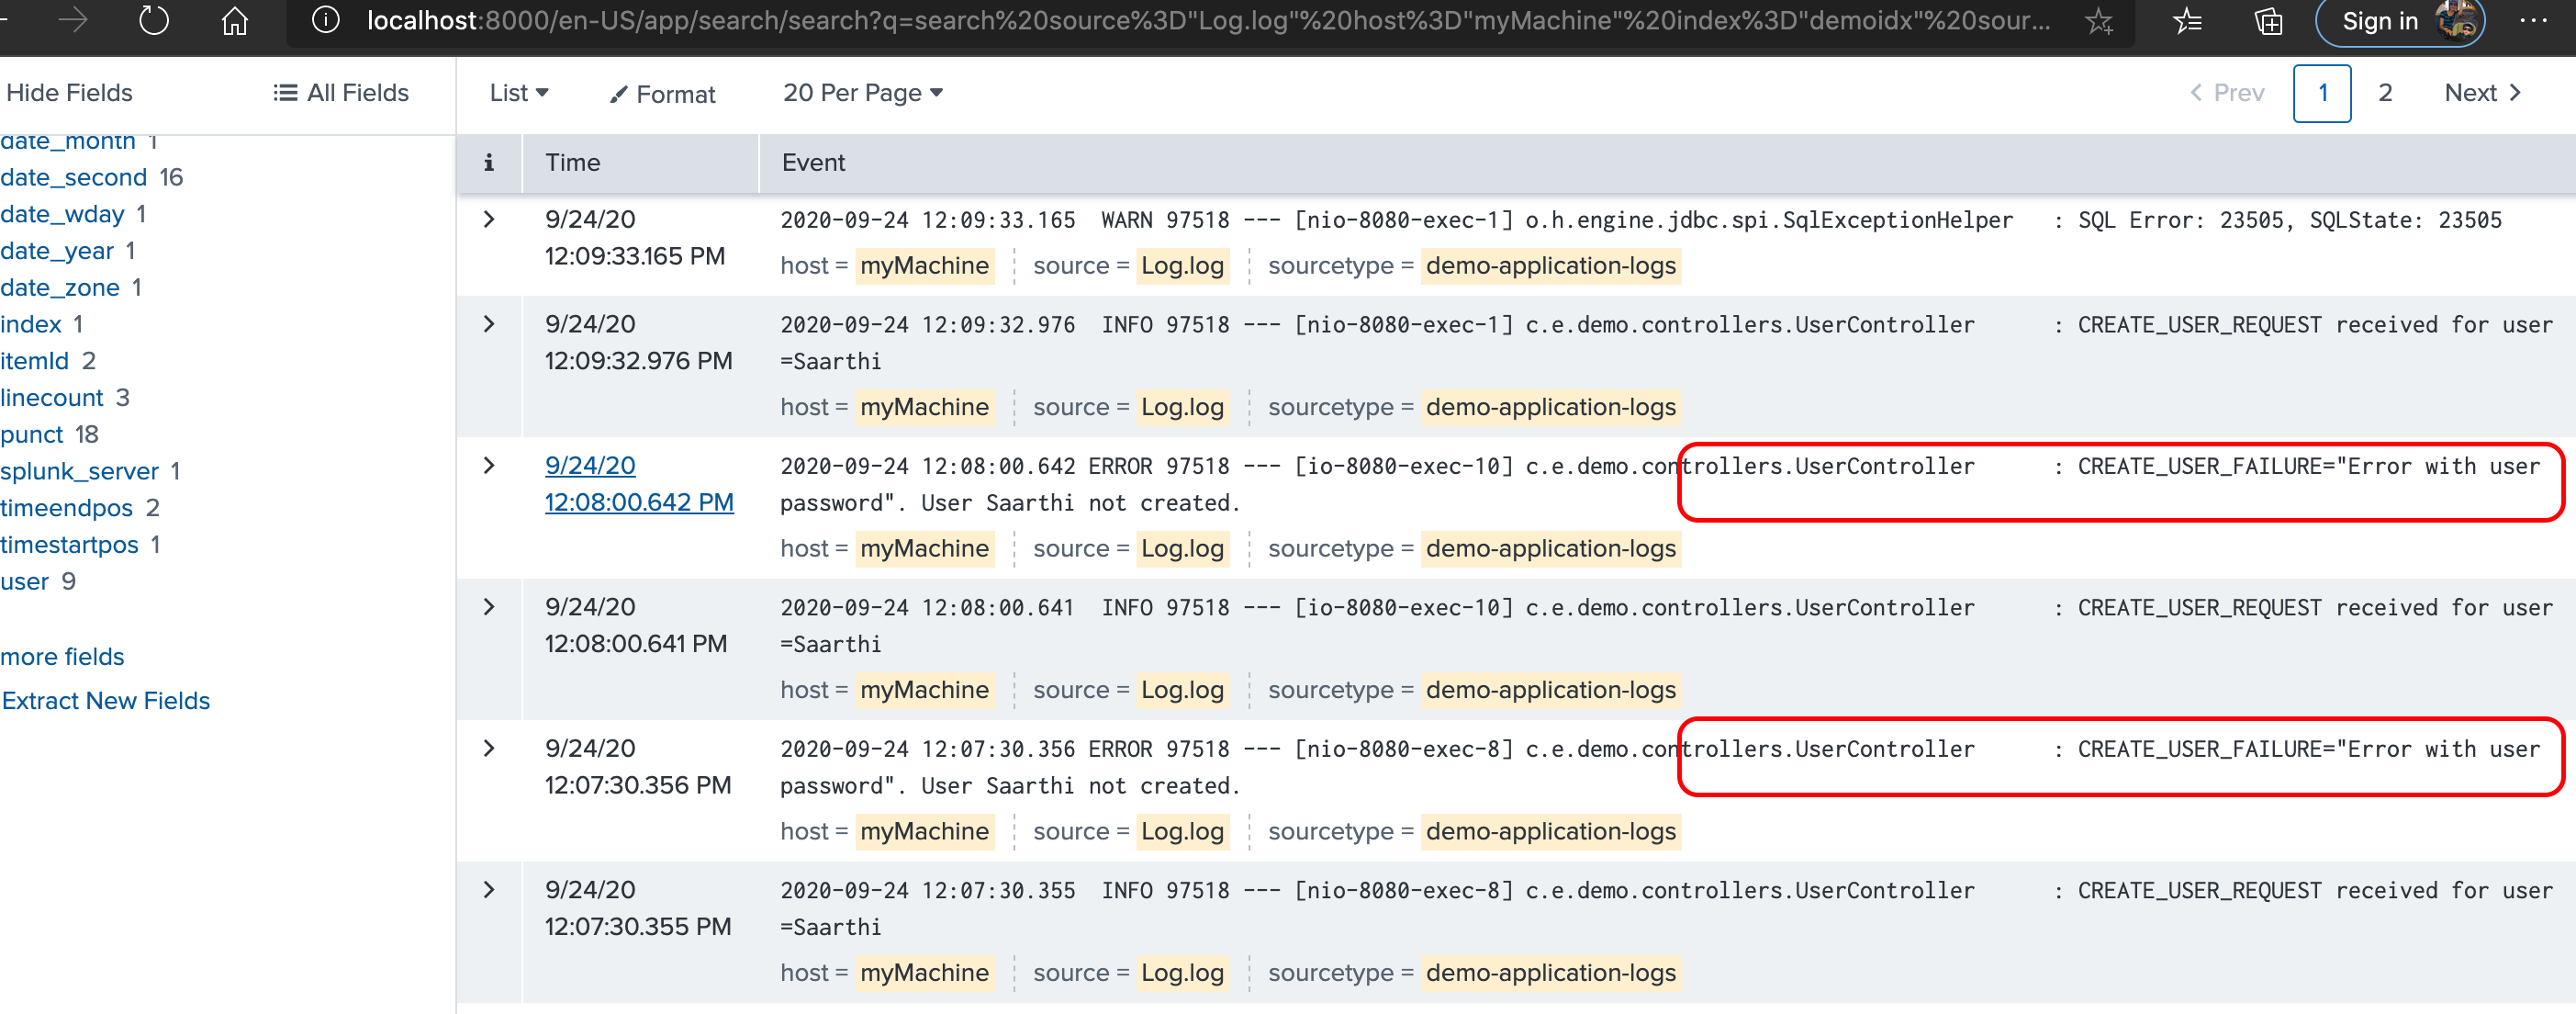 localhost:8000/en-US/app/search/search?q=search%20source%3D"Log.log"%20host%3D"myMachine"%20index%3D"demoidx"%20sour...
Sign in
Hide Fields
All Fields
List
Format
20 Per Page
Prev
1
2
Next
date_month 1
date_second 16
date_wday 1
date_year 1
date_zone 1
index 1
itemId 2
linecount 3
punct 18
splunk_server 1
timeendpos 2
timestartpos 1
user 9
more fields
Extract New Fields
i Time Event
9/24/20
12:09:33.165 PM
2020-09-24 12:09:33.165  WARN 97518 --- [nio-8080-exec-1] o.h.engine.jdbc.spi.SqlExceptionHelper   : SQL Error: 23505, SQLState: 23505
host = myMachine source = Log.log sourcetype = demo-application-logs
9/24/20
12:09:32.976 PM
2020-09-24 12:09:32.976  INFO 97518 --- [nio-8080-exec-1] c.e.demo.controllers.UserController      : CREATE_USER_REQUEST received for user
=Saarthi
host = myMachine source = Log.log sourcetype = demo-application-logs
9/24/20
12:08:00.642 PM
2020-09-24 12:08:00.642 ERROR 97518 --- [io-8080-exec-10] c.e.demo.controllers.UserController      : CREATE_USER_FAILURE="Error with user
password". User Saarthi not created.
host = myMachine source = Log.log sourcetype = demo-application-logs
9/24/20
12:08:00.641 PM
2020-09-24 12:08:00.641  INFO 97518 --- [io-8080-exec-10] c.e.demo.controllers.UserController      : CREATE_USER_REQUEST received for user
=Saarthi
host = myMachine source = Log.log sourcetype = demo-application-logs
9/24/20
12:07:30.356 PM
2020-09-24 12:07:30.356 ERROR 97518 --- [nio-8080-exec-8] c.e.demo.controllers.UserController      : CREATE_USER_FAILURE="Error with user
password". User Saarthi not created.
host = myMachine source = Log.log sourcetype = demo-application-logs
9/24/20
12:07:30.355 PM
2020-09-24 12:07:30.355  INFO 97518 --- [nio-8080-exec-8] c.e.demo.controllers.UserController      : CREATE_USER_REQUEST received for user
=Saarthi
host = myMachine source = Log.log sourcetype = demo-application-logs